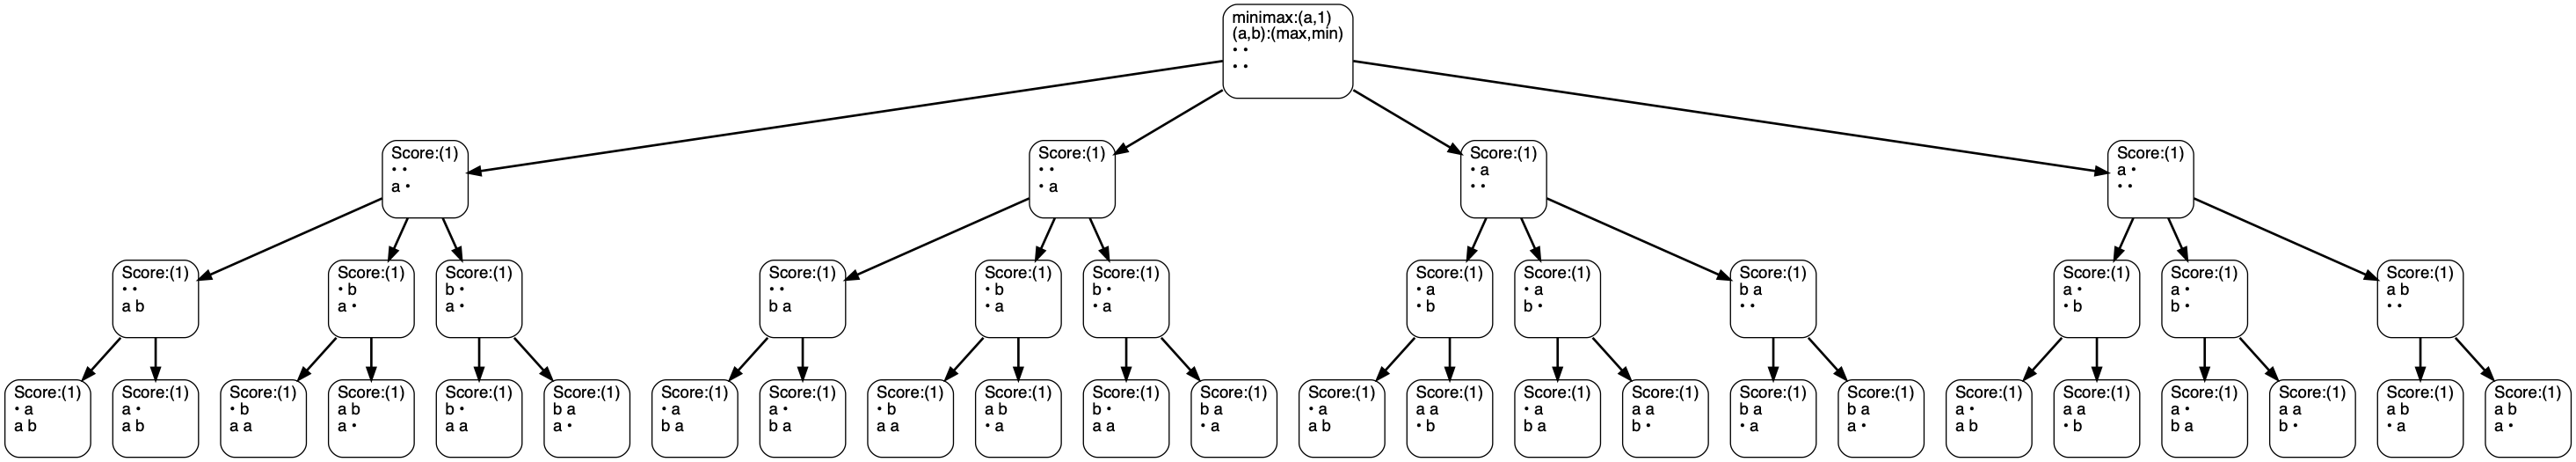 minimax:(a,1)
(a,b):(max,min)
• •
• •
Score:(1)
• •
a •
Score:(1)
• •
• a
Score:(1)
• a
• •
Score:(1)
a •
• •
Score:(1)
• •
a b
Score:(1)
• b
a •
Score:(1)
b •
a •
Score:(1)
• •
b a
Score:(1)
• b
• a
Score:(1)
b •
• a
Score:(1)
• a
• b
Score:(1)
• a
b •
Score:(1)
b a
• •
Score:(1)
a •
• b
Score:(1)
a •
b •
Score:(1)
a b
• •
Score:(1)
• a
a b
Score:(1)
a •
a b
Score:(1)
• b
a a
Score:(1)
a b
a •
Score:(1)
b •
a a
Score:(1)
b a
a •
Score:(1)
• a
b a
Score:(1)
a •
b a
Score:(1)
• b
a a
Score:(1)
a b
• a
Score:(1)
b •
a a
Score:(1)
b a
• a
Score:(1)
• a
a b
Score:(1)
a a
• b
Score:(1)
• a
b a
Score:(1)
a a
b •
Score:(1)
b a
• a
Score:(1)
b a
a •
Score:(1)
a •
a b
Score:(1)
a a
• b
Score:(1)
a •
b a
Score:(1)
a a
b •
Score:(1)
a b
• a
Score:(1)
a b
a •